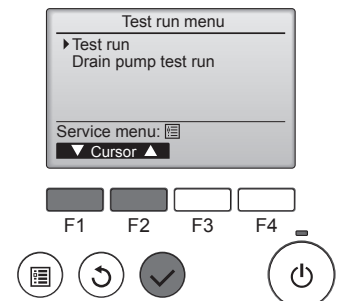 Test run menu
Test run
Drain pump test run
Service menu:
▼ Cursor ▲
F1 F2 F3 F4